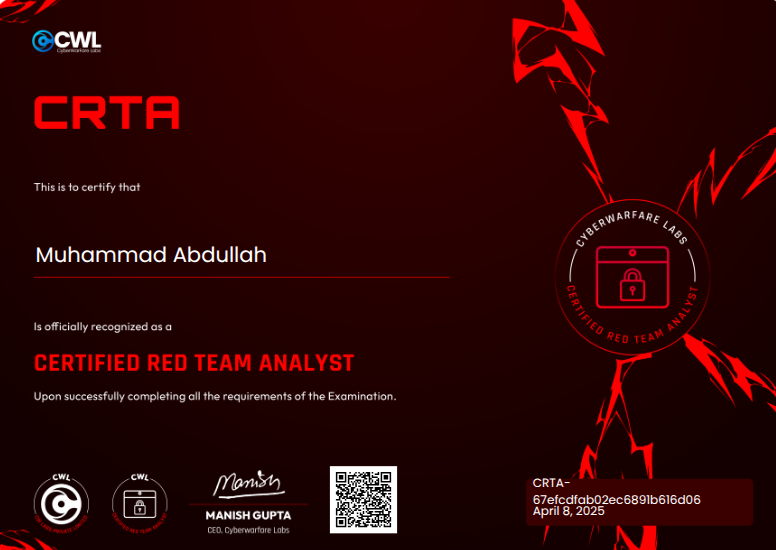 CWL
CyberWarFare Labs
CRTA
This is to certify that
Muhammad Abdullah
CYBERWARFARE LABS
CERTIFIED RED TEAM ANALYST
Is officially recognized as a
CERTIFIED RED TEAM ANALYST
Upon successfully completing all the requirements of the Examination.
CWL
CWL
Manish
MANISH GUPTA
CEO, Cyberwarfare Labs
CRTA-
67efcdfab02ec6891b616d06
April 8, 2025